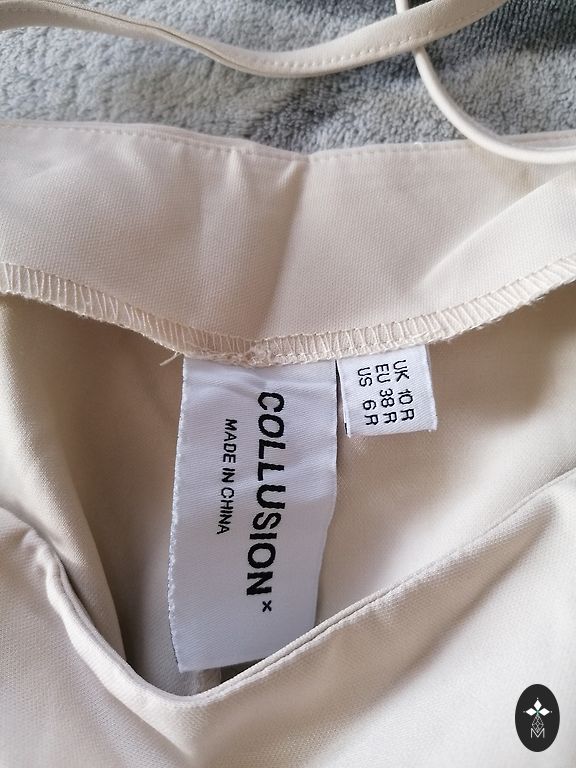 COLLUSION×
MADE IN CHINA
UK 10 R
EU 38 R
US 6 R